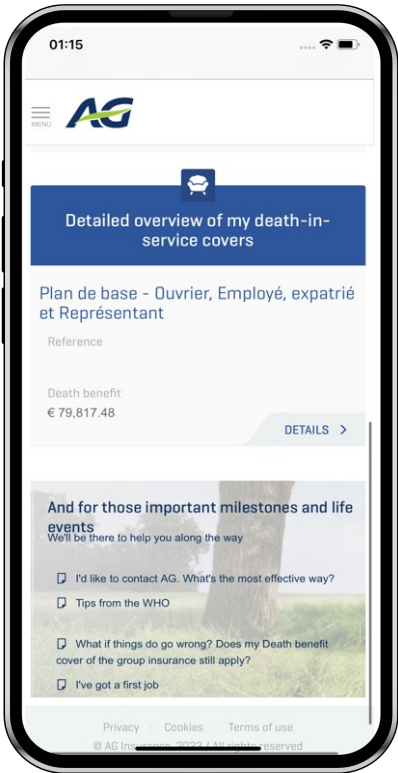 01:15
MENU
AG
Detailed overview of my death-in-
service covers
Plan de base - Ouvrier, Employé, expatrié
et Représentant
Reference
Death benefit
€ 79,817.48
DETAILS
And for those important milestones and life
events
We'll be there to help you along the way
I'd like to contact AG. What's the most effective way?
Tips from the WHO
What if things do go wrong? Does my Death benefit
cover of the group insurance still apply?
I've got a first job
Privacy · Cookies · Terms of use
© AG Insurance, 2023 / All rights reserved